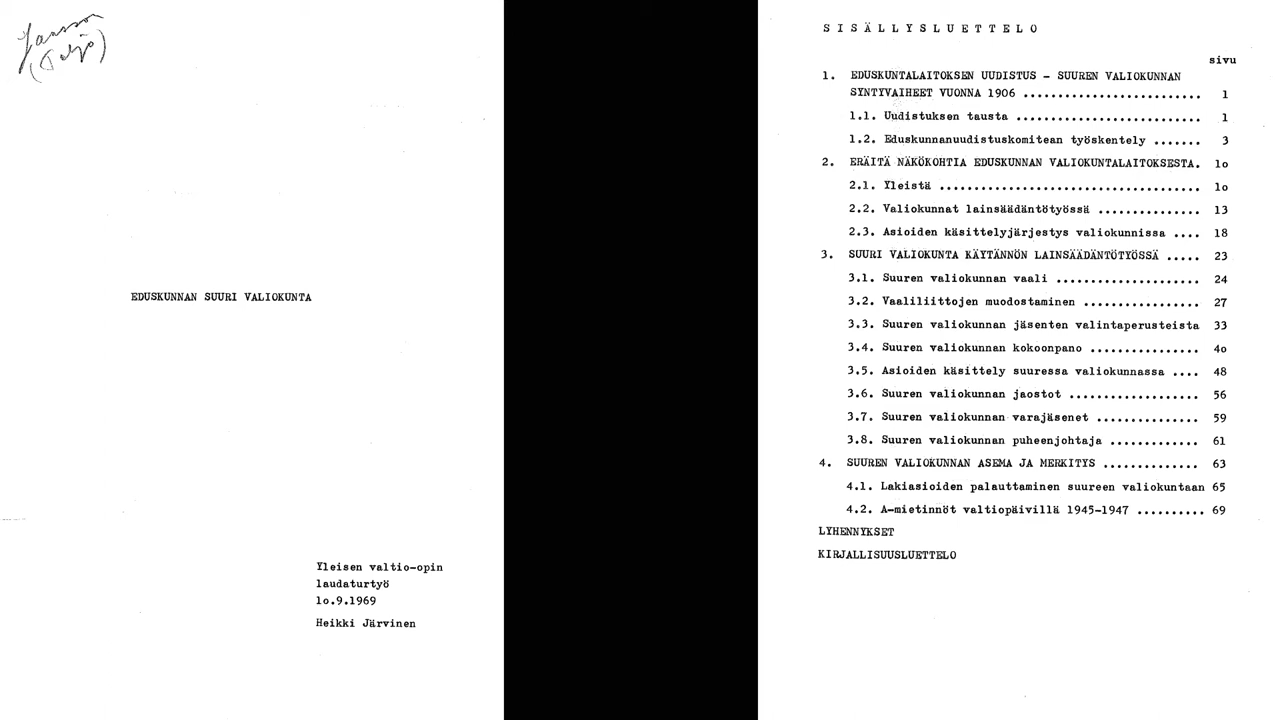 Jansson
EDUSKUNNAN SUURI VALIOKUNTA
Yleisen valtio-opin
laudaturtyö
1o.9.1969
Heikki Järvinen
SISÄLLYSLUETTELO
sivu
1. EDUSKUNTALAITOKSEN UUDISTUS - SUUREN VALIOKUNNAN
SYNTYVAIHEET VUONNA 1906 .......................... 1
1.1. Uudistuksen tausta ........................... 1
1.2. Eduskunnanuudistuskomitean työskentely ....... 3
2. ERÄITÄ NÄKÖKOHTIA EDUSKUNNAN VALIOKUNTALAITOKSESTA. 1o
2.1. Yleistä ...................................... 1o
2.2. Valiokunnat lainsäädäntötyössä ............... 13
2.3. Asioiden käsittelyjärjestys valiokunnissa .... 18
3. SUURI VALIOKUNTA KÄYTÄNNÖN LAINSÄÄDÄNTÖTYÖSSÄ ..... 23
3.1. Suuren valiokunnan vaali ..................... 24
3.2. Vaaliliittojen muodostaminen ................. 27
3.3. Suuren valiokunnan jäsenten valintaperusteista 33
3.4. Suuren valiokunnan kokoonpano ................ 4o
3.5. Asioiden käsittely suuressa valiokunnassa .... 48
3.6. Suuren valiokunnan jaostot ................... 56
3.7. Suuren valiokunnan varajäsenet ............... 59
3.8. Suuren valiokunnan puheenjohtaja ............. 61
4. SUUREN VALIOKUNNAN ASEMA JA MERKITYS .............. 63
4.1. Lakiasioiden palauttaminen suureen valiokuntaan 65
4.2. A-mietinnöt valtiopäivillä 1945-1947 .......... 69
LYHENNYKSET
KIRJALLISUUSLUETTELO